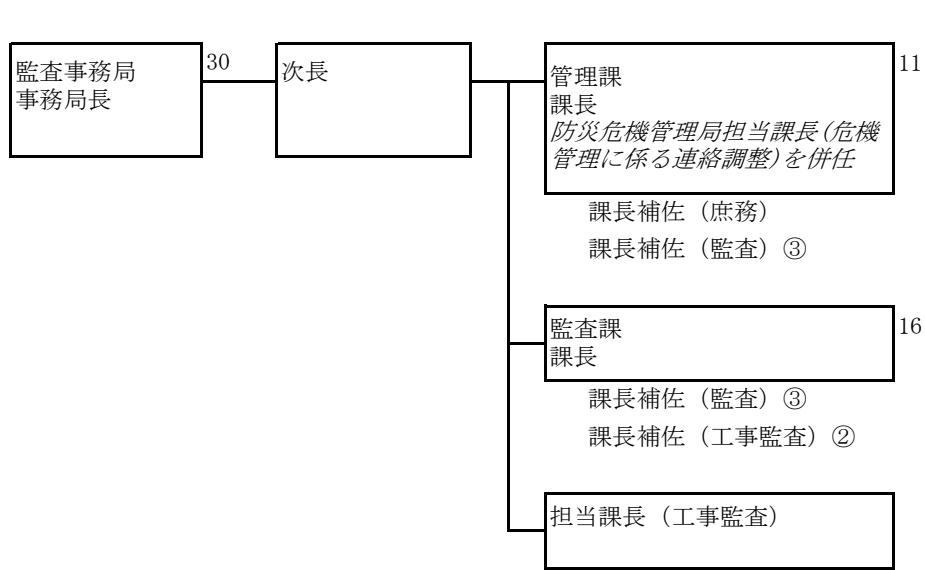 監査事務局
事務局長
30
次長
管理課
課長
防災危機管理局担当課長(危機
管理に係る連絡調整)を併任
11
課長補佐（庶務）
課長補佐（監査）③
監査課
課長
16
課長補佐（監査）③
課長補佐（工事監査）②
担当課長（工事監査）